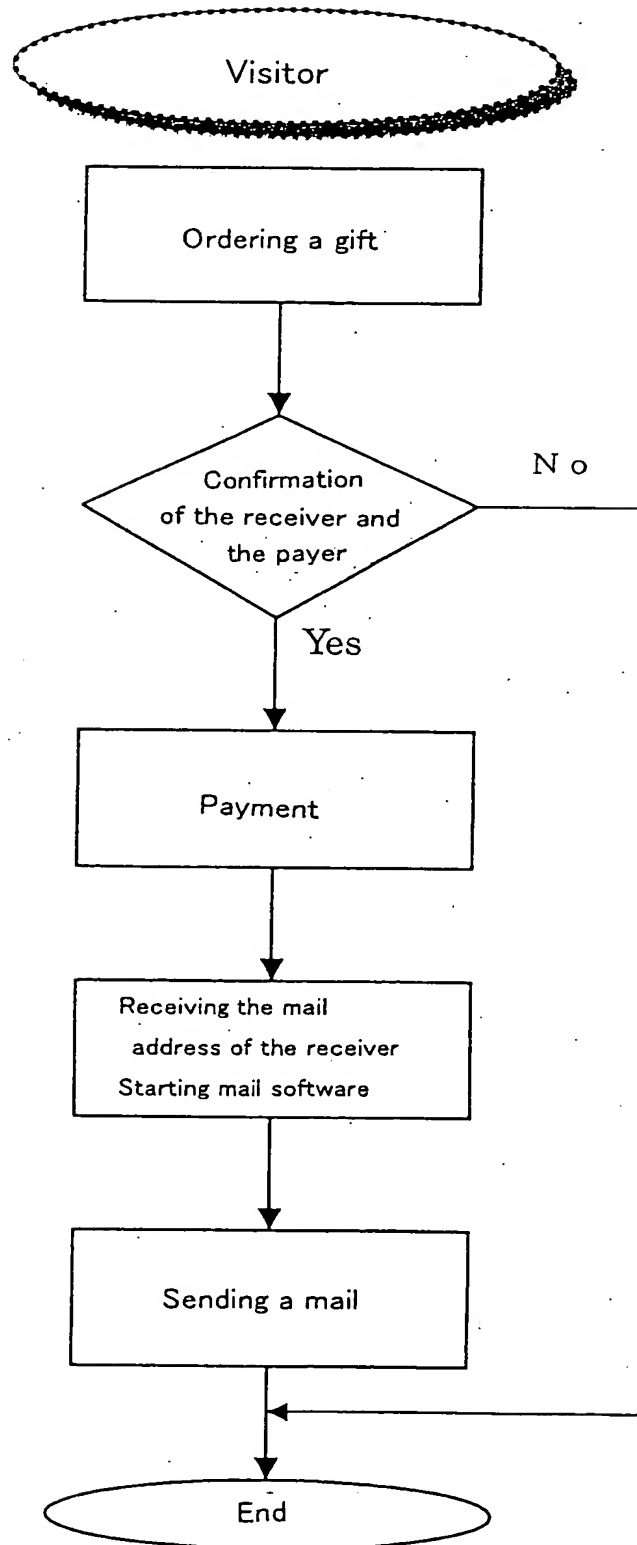 Visitor
Ordering a gift
Confirmation
of the receiver and
the payer
No
Yes
Payment
Receiving the mail
address of the receiver
Starting mail software
Sending a mail
End